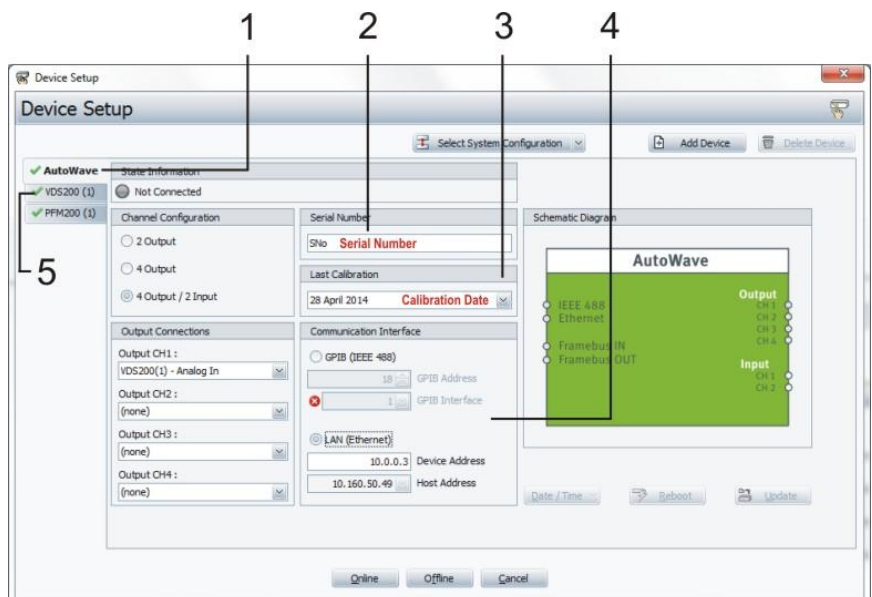 1 2 3 4
Device Setup
Device Setup
Select System Configuration Add Device Delete Device
AutoWave
VDS200 (1)
PFM200 (1)
5
State Information
Not Connected
Channel Configuration
2 Output
4 Output
4 Output / 2 Input
Serial Number
SNo Serial Number
Last Calibration
28 April 2014 Calibration Date
Output Connections
Output CH1 :
VDS200(1) - Analog In
Output CH2 :
(none)
Output CH3 :
(none)
Output CH4 :
(none)
Communication Interface
GPIB (IEEE 488)
18 GPIB Address
1 GPIB Interface
LAN (Ethernet)
10.0.0.3 Device Address
10.160.50.49 Host Address
Schematic Diagram
AutoWave
IEEE 488
Ethernet
Framebus IN
Framebus OUT
Output
CH 1
CH 2
CH 3
CH 4
Input
CH 1
CH 2
Date / Time Reboot Update
Online Offline Cancel